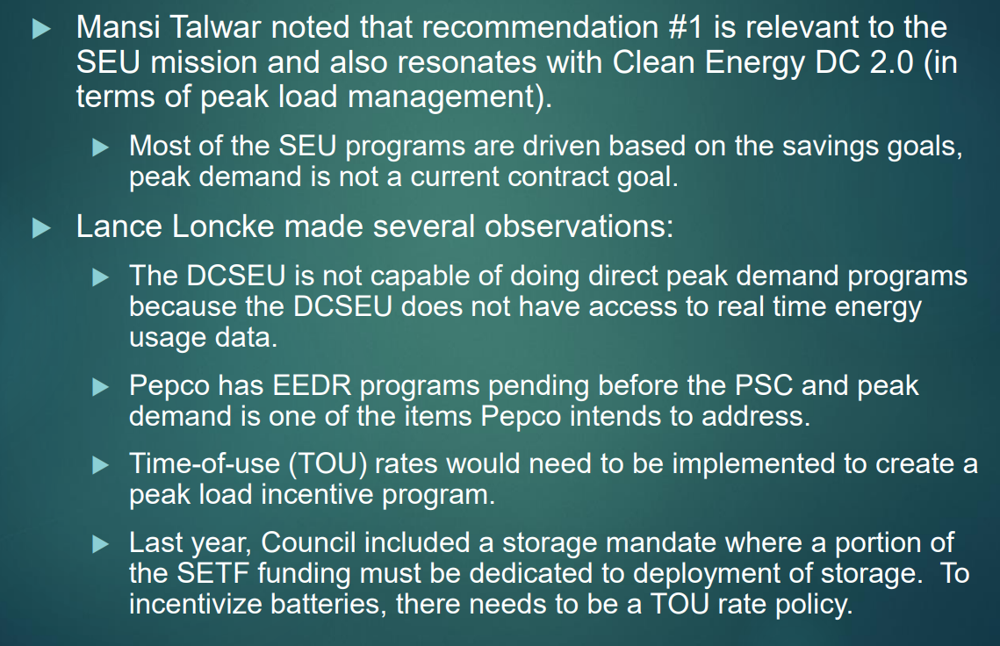 Mansi Talwar noted that recommendation #1 is relevant to the
SEU mission and also resonates with Clean Energy DC 2.0 (in
terms of peak load management).
Most of the SEU programs are driven based on the savings goals,
peak demand is not a current contract goal.
Lance Loncke made several observations:
The DCSEU is not capable of doing direct peak demand programs
because the DCSEU does not have access to real time energy
usage data.
Pepco has EEDR programs pending before the PSC and peak
demand is one of the items Pepco intends to address.
Time-of-use (TOU) rates would need to be implemented to create a
peak load incentive program.
Last year, Council included a storage mandate where a portion of
the SETF funding must be dedicated to deployment of storage.  To
incentivize batteries, there needs to be a TOU rate policy.